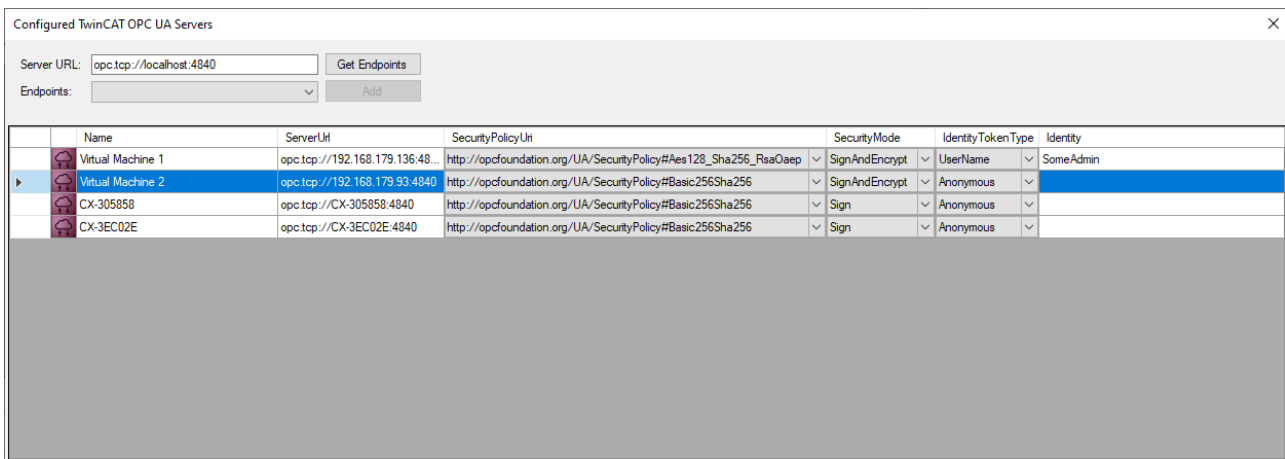 Configured TwinCAT OPC UA Servers
Server URL: opc.tcp://localhost:4840 Get Endpoints
Endpoints: Add
Name ServerUrl SecurityPolicyUri SecurityMode IdentityTokenType Identity
Virtual Machine 1 opc.tcp://192.168.179.136:48... http://opcfoundation.org/UA/SecurityPolicy#Aes128_Sha256_RsaOaep SignAndEncrypt UserName SomeAdmin
Virtual Machine 2 opc.tcp://192.168.179.93:4840 http://opcfoundation.org/UA/SecurityPolicy#Basic256Sha256 SignAndEncrypt Anonymous
CX-305858 opc.tcp://CX-305858:4840 http://opcfoundation.org/UA/SecurityPolicy#Basic256Sha256 Sign Anonymous
CX-3EC02E opc.tcp://CX-3EC02E:4840 http://opcfoundation.org/UA/SecurityPolicy#Basic256Sha256 Sign Anonymous